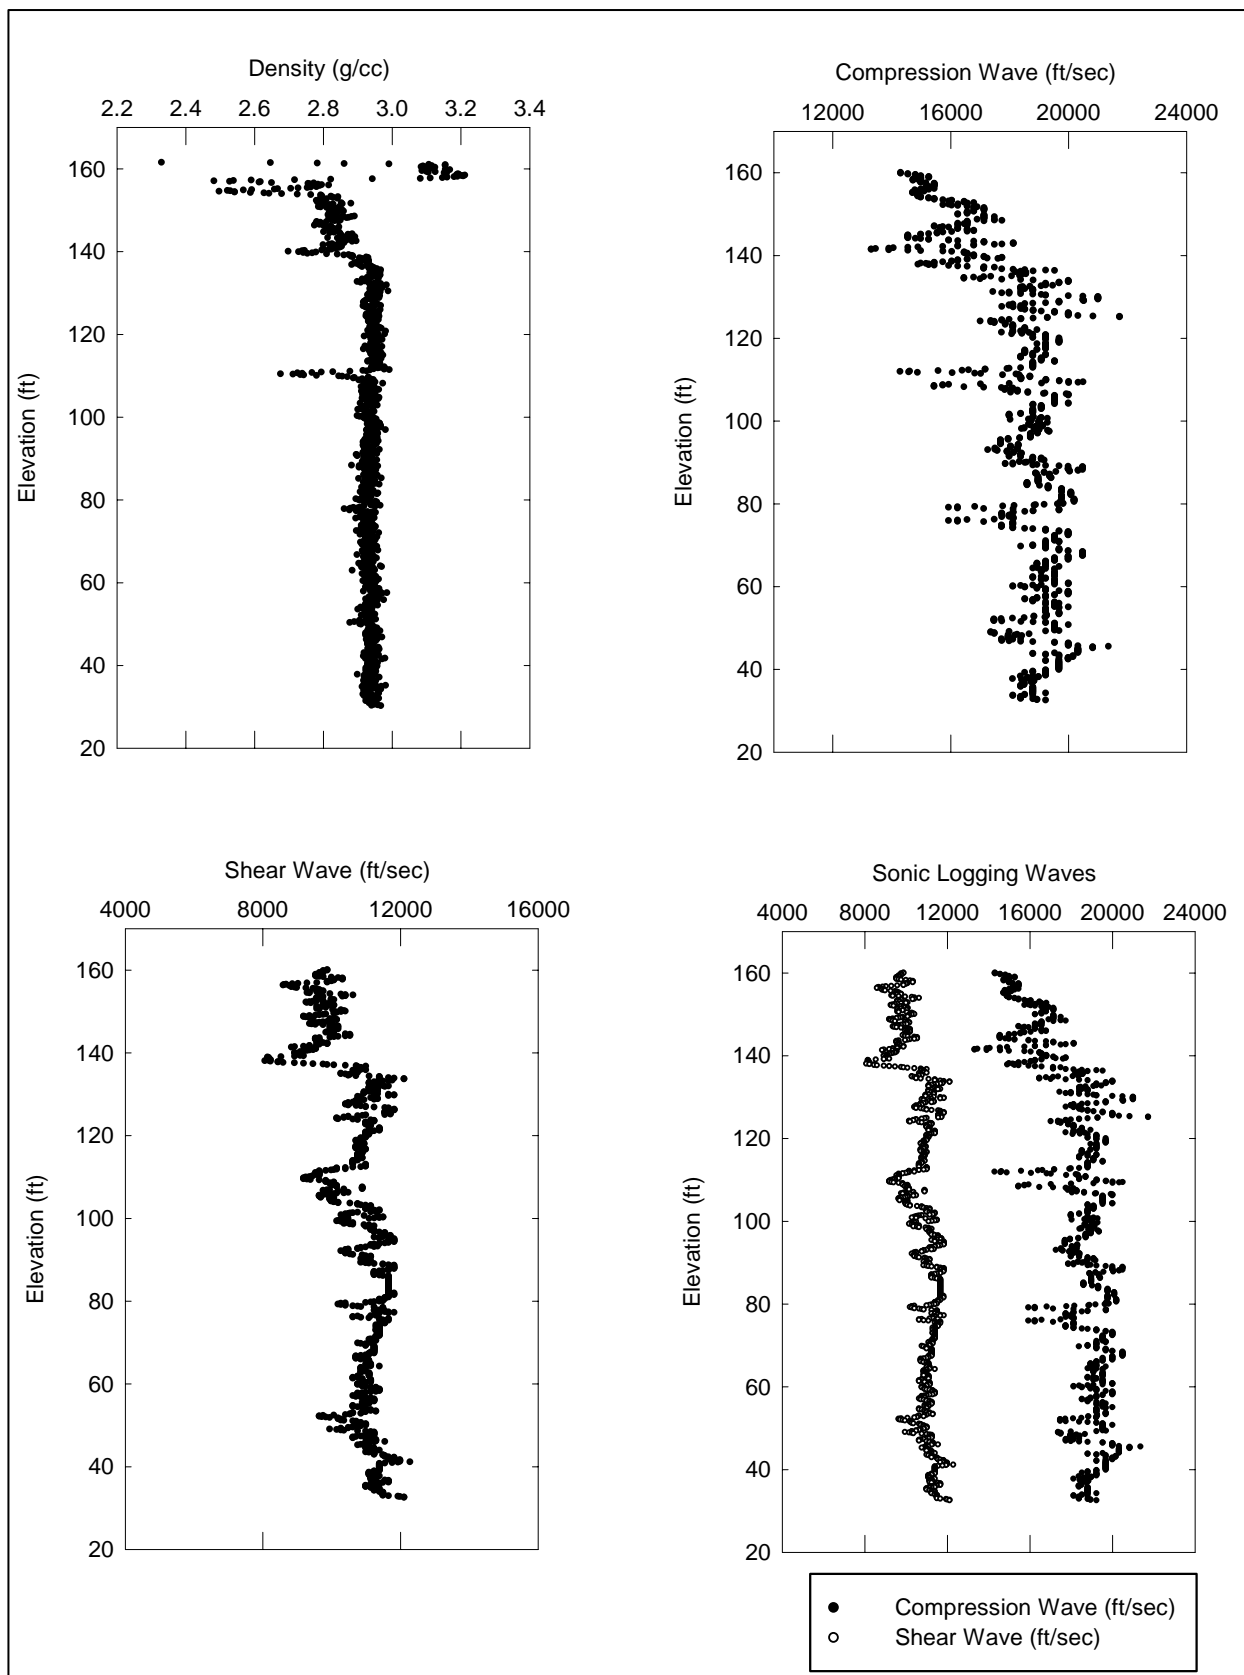 Density (g/cc)
2.2 2.4 2.6 2.8 3.0 3.2 3.4
Elevation (ft)
160
140
120
100
80
60
40
20
Compression Wave (ft/sec)
12000 16000 20000 24000
Elevation (ft)
160
140
120
100
80
60
40
20
Shear Wave (ft/sec)
4000 8000 12000 16000
Elevation (ft)
160
140
120
100
80
60
40
20
Sonic Logging Waves
4000 8000 12000 16000 20000 24000
Elevation (ft)
160
140
120
100
80
60
40
20
Compression Wave (ft/sec)
Shear Wave (ft/sec)